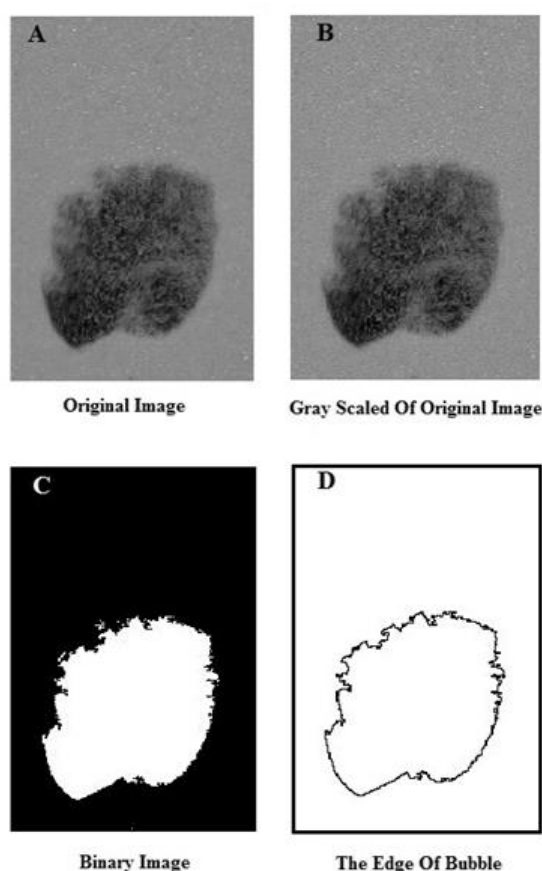 A
B
Original Image
Gray Scaled Of Original Image
C
D
Binary Image
The Edge Of Bubble